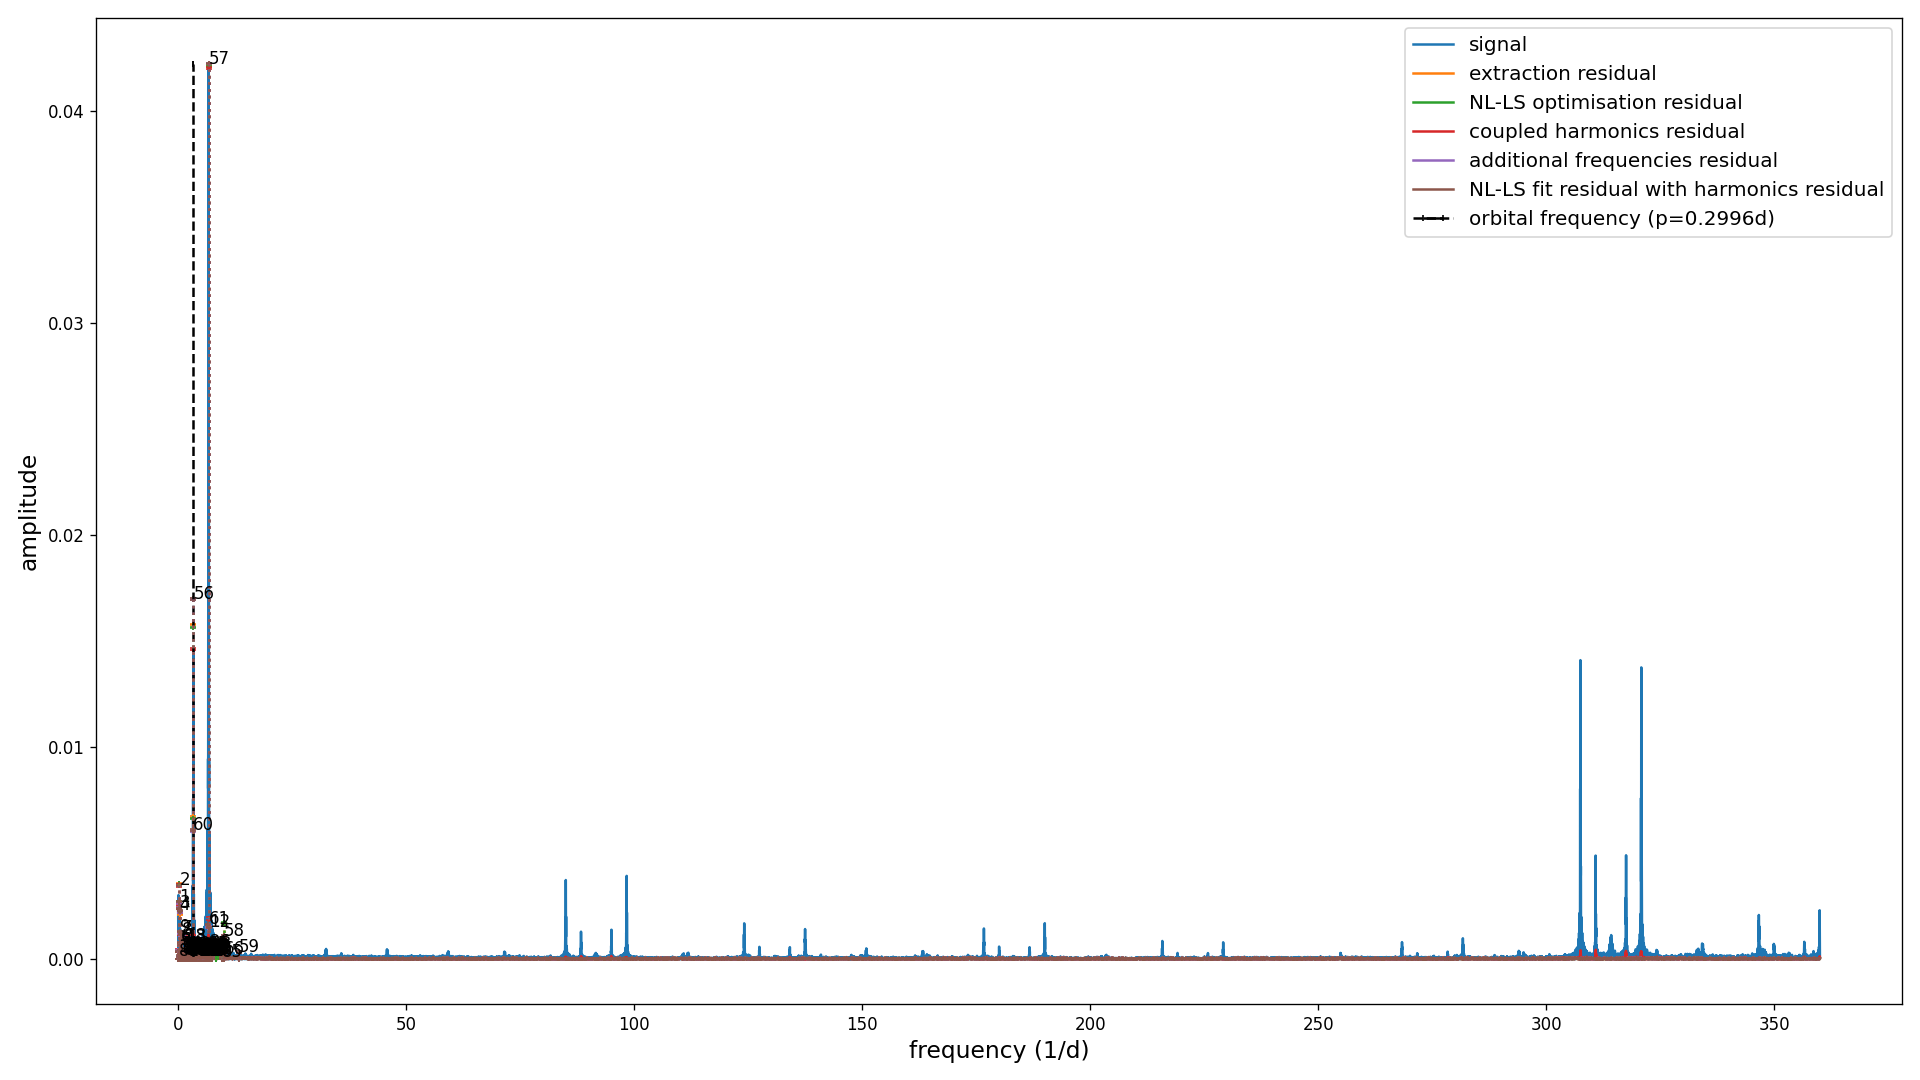 57
signal
extraction residual
NL-LS optimisation residual
coupled harmonics residual
additional frequencies residual
NL-LS fit residual with harmonics residual
orbital frequency (p=0.2996d)
0.04
0.03
0.02
0.01
0.00
amplitude
56
60
2
1
4
61
12
58
59
0
50
100
150
200
250
300
350
frequency (1/d)